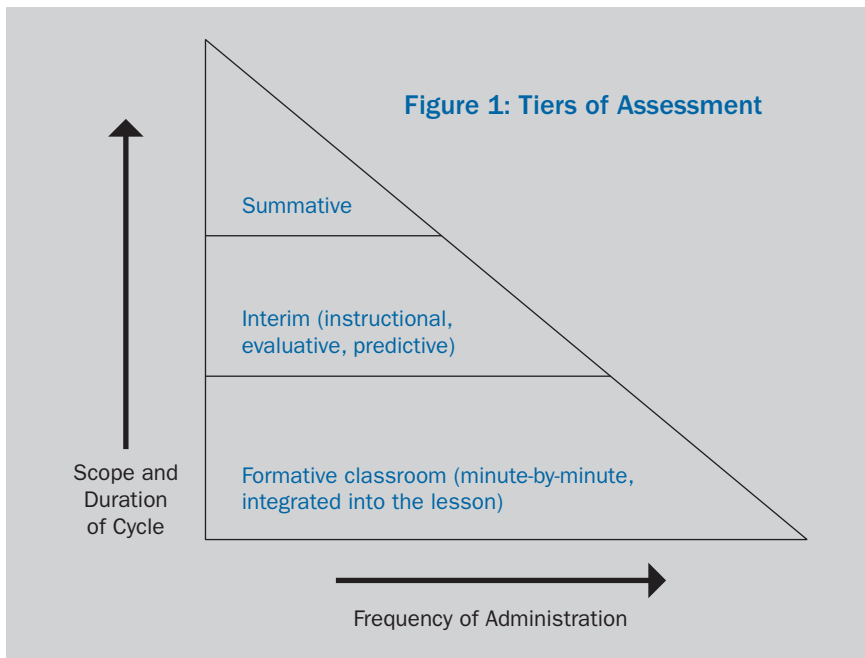 Figure 1: Tiers of Assessment
Summative
Interim (instructional,
evaluative, predictive)
Formative classroom (minute-by-minute,
integrated into the lesson)
Scope and
Duration
of Cycle
Frequency of Administration